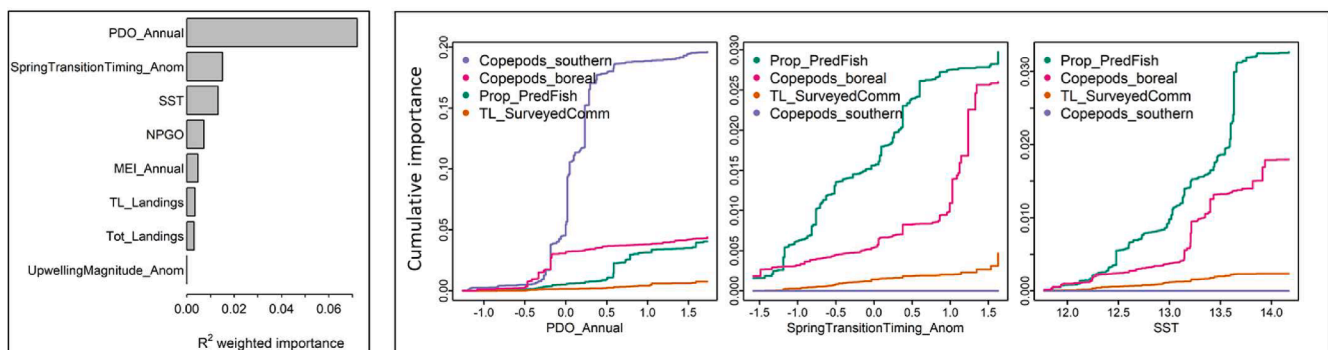 PDO_Annual
SpringTransitionTiming_Anom
SST
NPGO
MEI_Annual
TL_Landings
Tot_Landings
UpwellingMagnitude_Anom
0.00 0.02 0.04 0.06
R² weighted importance
Cumulative importance
0.00 0.05 0.10 0.15 0.20
Copepods_southern
Copepods_boreal
Prop_PredFish
TL_SurveyedComm
-1.0 -0.5 0.0 0.5 1.0 1.5
PDO_Annual
0.000 0.005 0.010 0.015 0.020 0.025 0.030
Prop_PredFish
Copepods_boreal
TL_SurveyedComm
Copepods_southern
-1.5 -1.0 -0.5 0.0 0.5 1.0 1.5
SpringTransitionTiming_Anom
0.000 0.010 0.020 0.030
Prop_PredFish
Copepods_boreal
TL_SurveyedComm
Copepods_southern
12.0 12.5 13.0 13.5 14.0
SST